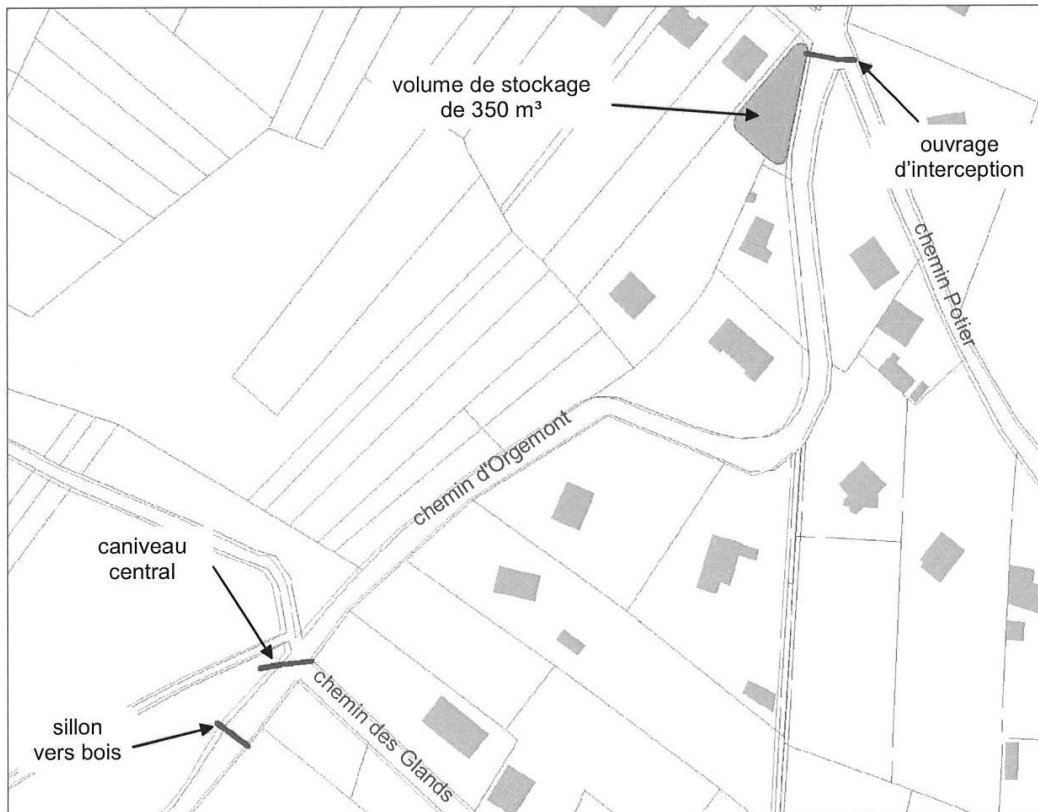 volume de stockage
de 350 m³
ouvrage
d'interception
chemin Potier
chemin d'Orgemont
caniveau
central
chemin des Glands
sillon
vers bois